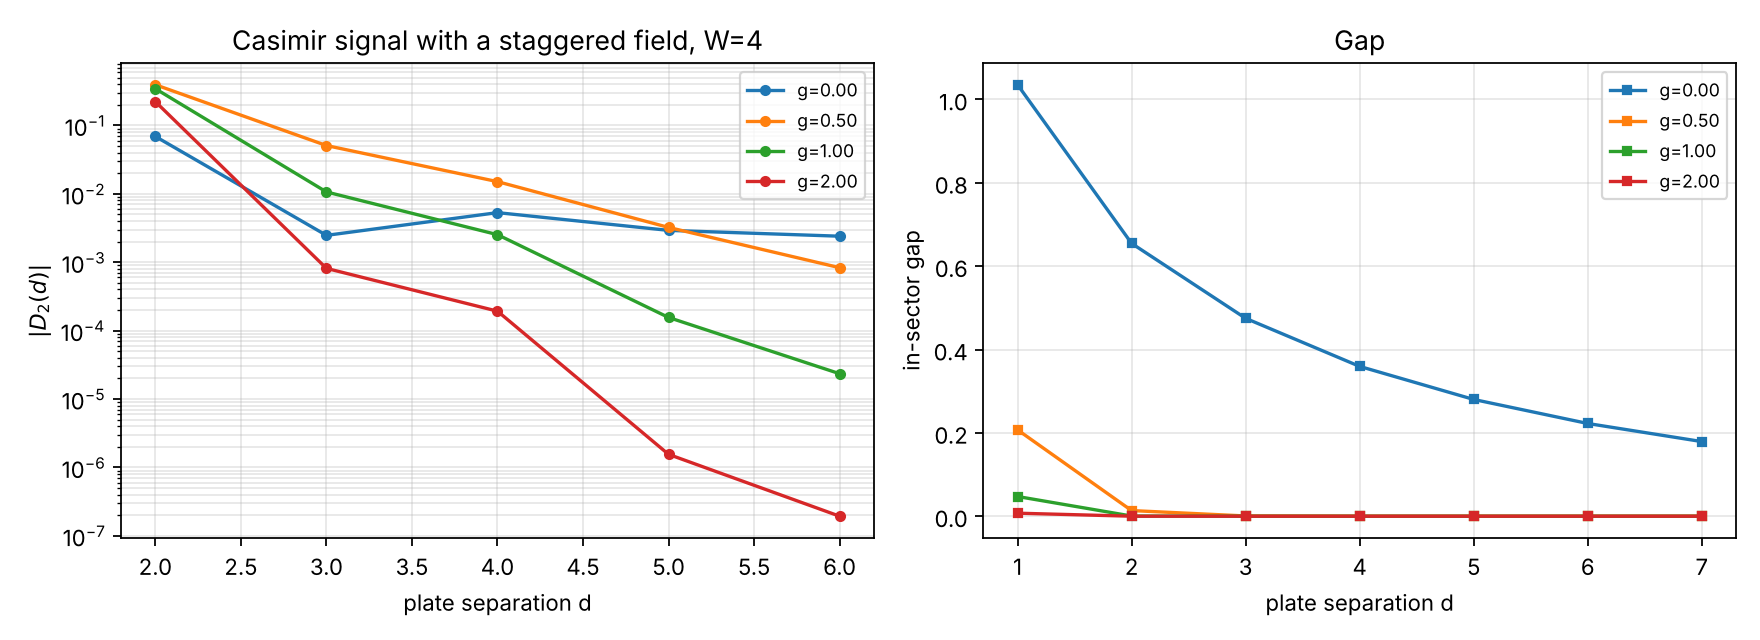 Casimir signal with a staggered field, W=4
|D₂(d)|
10⁻¹
10⁻²
10⁻³
10⁻⁴
10⁻⁵
10⁻⁶
10⁻⁷
g=0.00
g=0.50
g=1.00
g=2.00
2.0 2.5 3.0 3.5 4.0 4.5 5.0 5.5 6.0
plate separation d
Gap
in-sector gap
1.0
0.8
0.6
0.4
0.2
0.0
g=0.00
g=0.50
g=1.00
g=2.00
1 2 3 4 5 6 7
plate separation d